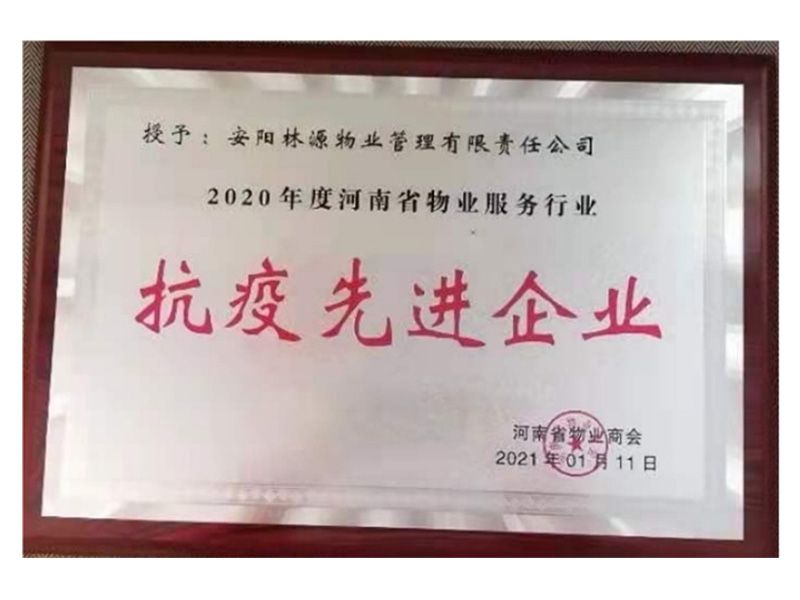 授予：安阳林源物业管理有限责任公司
2020年度河南省物业服务行业
抗疫先进企业
河南省物业商会
2021年01月11日